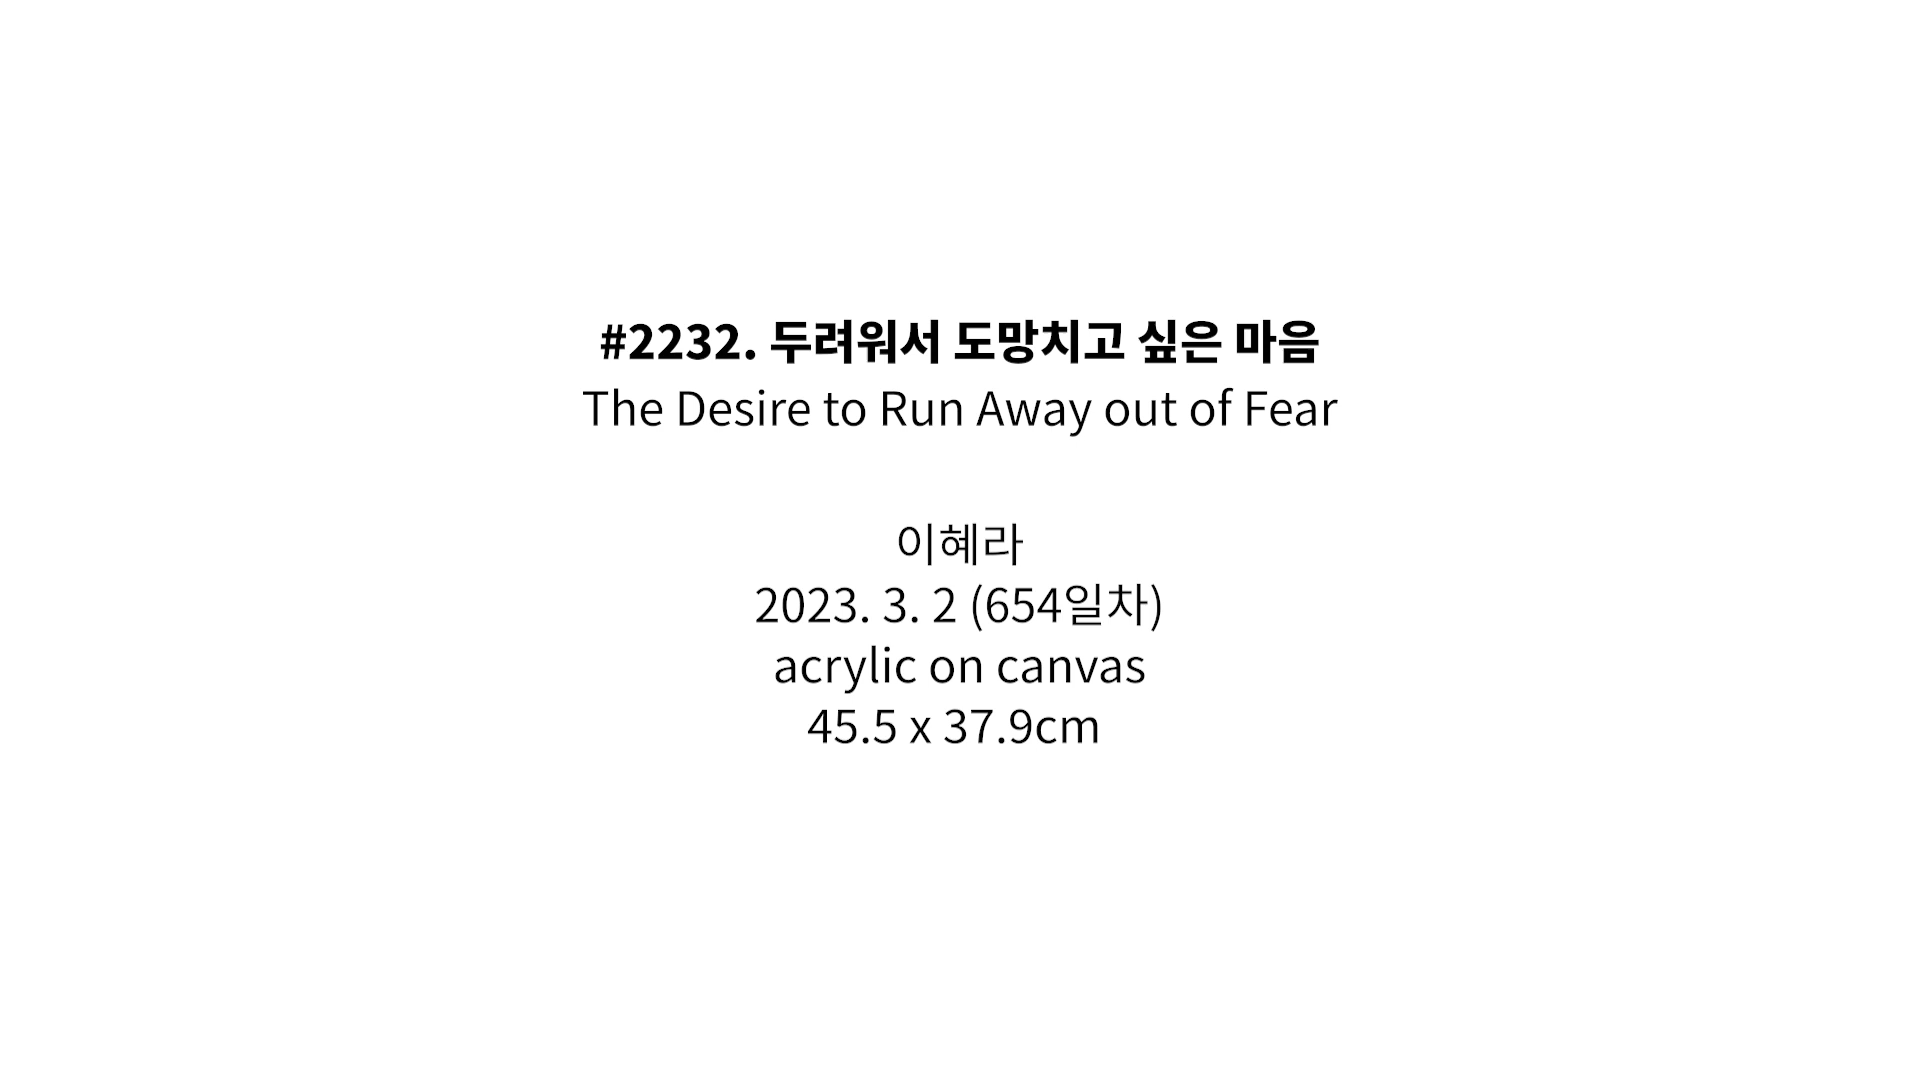 #2232. 두려워서 도망치고 싶은 마음
The Desire to Run Away out of Fear
이혜라
2023. 3. 2 (654일차)
acrylic on canvas
45.5 x 37.9cm